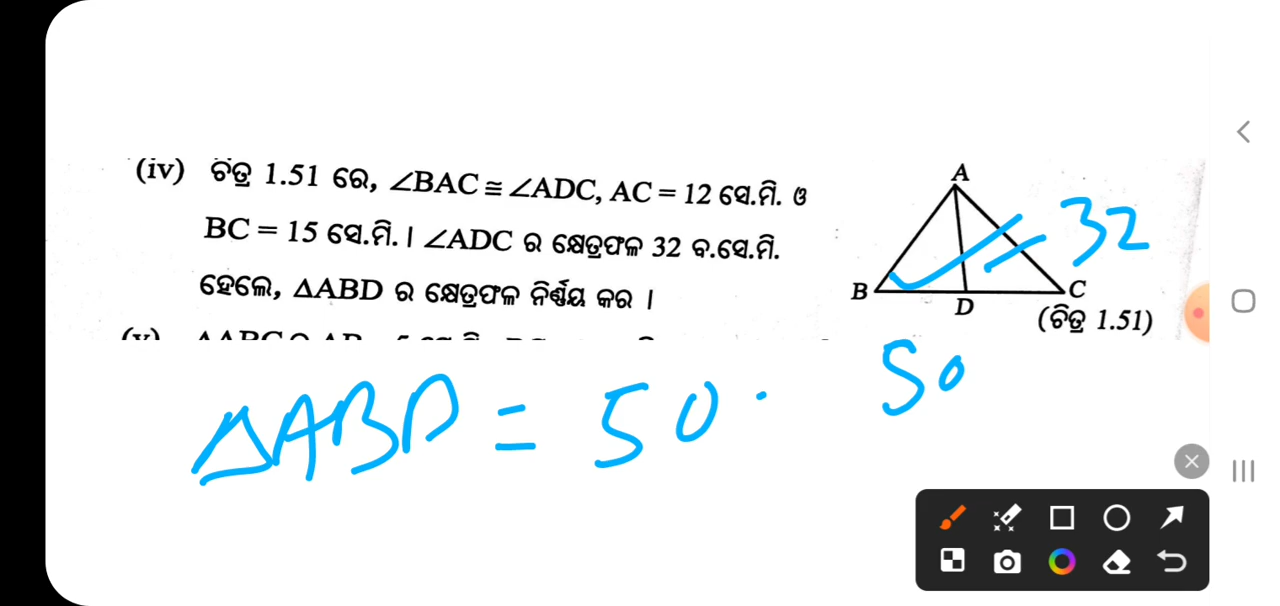 (iv) ଚିତ୍ର 1.51 ରେ, ∠BAC ≅ ∠ADC, AC = 12 ସେ.ମି. ଓ
BC = 15 ସେ.ମି. । ∠ADC ର କ୍ଷେତ୍ରଫଳ 32 ବ.ସେ.ମି.
ହେଲେ, ΔABD ର କ୍ଷେତ୍ରଫଳ ନିର୍ଣ୍ଣୟ କର ।
A
32
B
D
C
(ଚିତ୍ର 1.51)
50
ΔABD = 50.